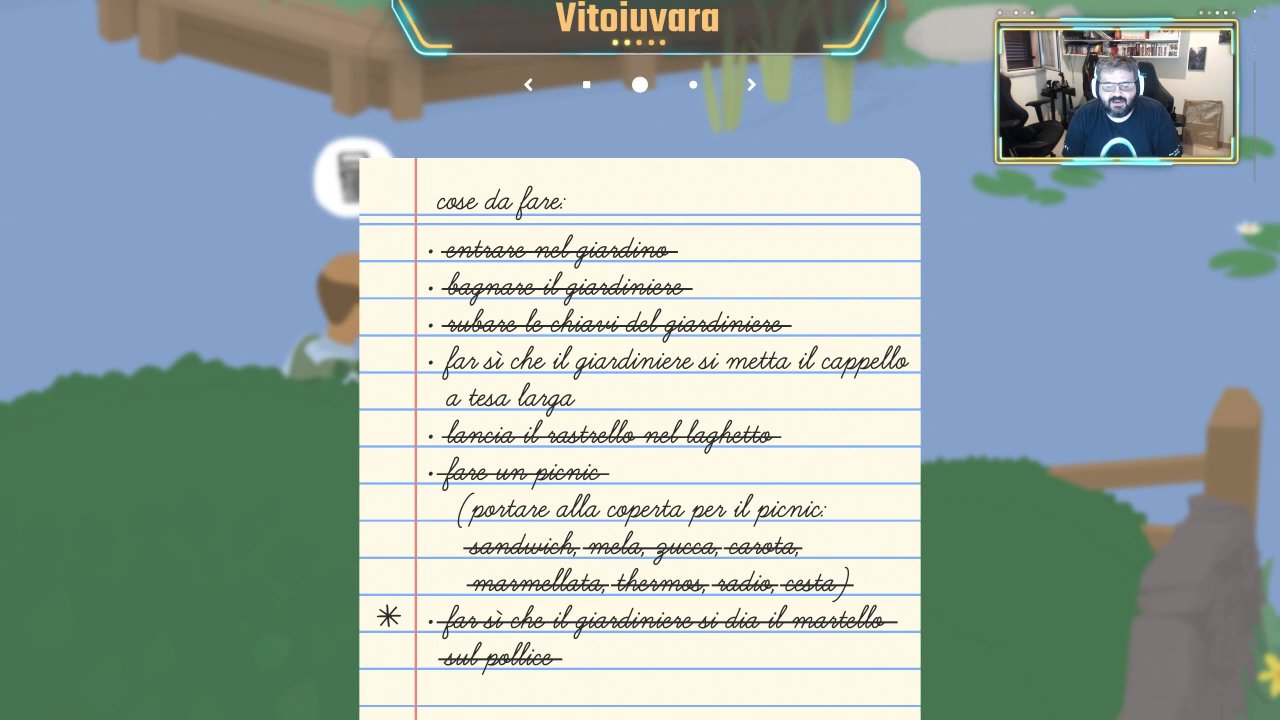 Vitoiuvara
cose da fare:
• entrare nel giardino
• bagnare il giardiniere
• rubare le chiavi del giardiniere
• far sì che il giardiniere si metta il cappello
a tesa larga
• lancia il rastrello nel laghetto
• fare un picnic
(portare alla coperta per il picnic:
sandwich, mela, zucca, carota,
marmellata, thermos, radio, cesta)
• far sì che il giardiniere si dia il martello
sul pollice